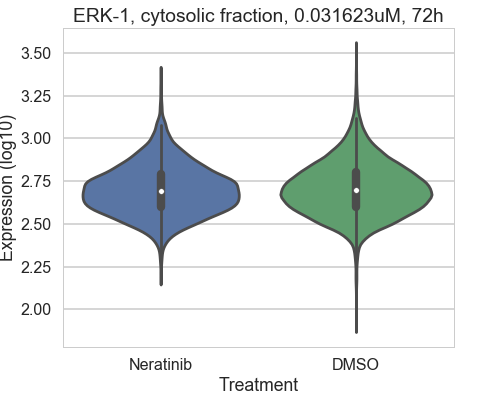 ERK-1, cytosolic fraction, 0.031623uM, 72h
Expression (log10)
3.50
3.25
3.00
2.75
2.50
2.25
2.00
Neratinib DMSO
Treatment